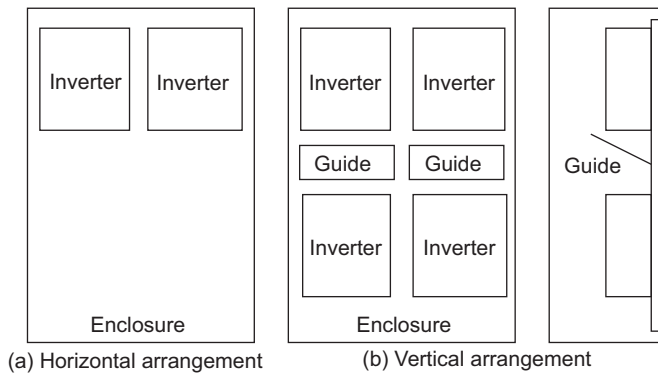 Inverter Inverter
Enclosure
(a) Horizontal arrangement
Inverter Inverter
Guide Guide
Inverter Inverter
Enclosure
Guide
(b) Vertical arrangement